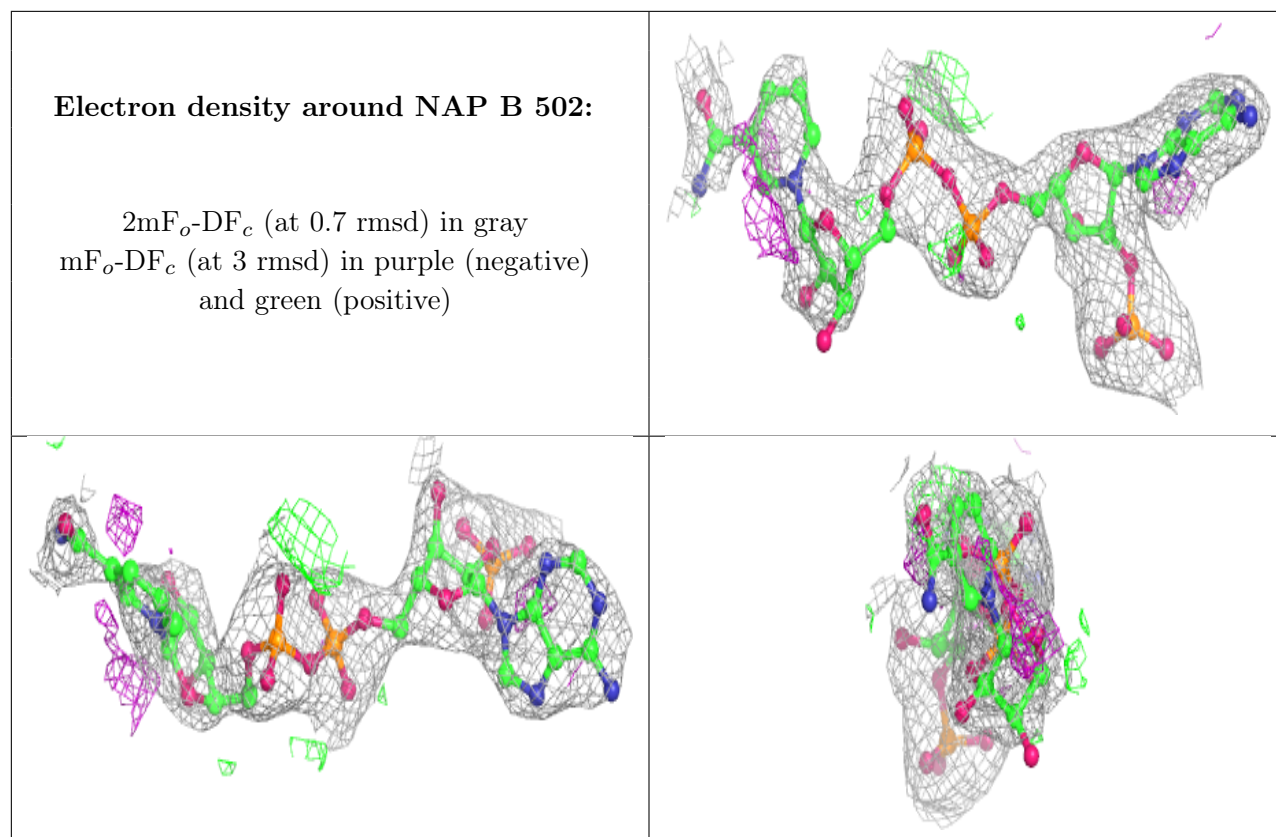 Electron density around NAP B 502:
2mFₒ-DF𝒸 (at 0.7 rmsd) in gray
mFₒ-DF𝒸 (at 3 rmsd) in purple (negative)
and green (positive)